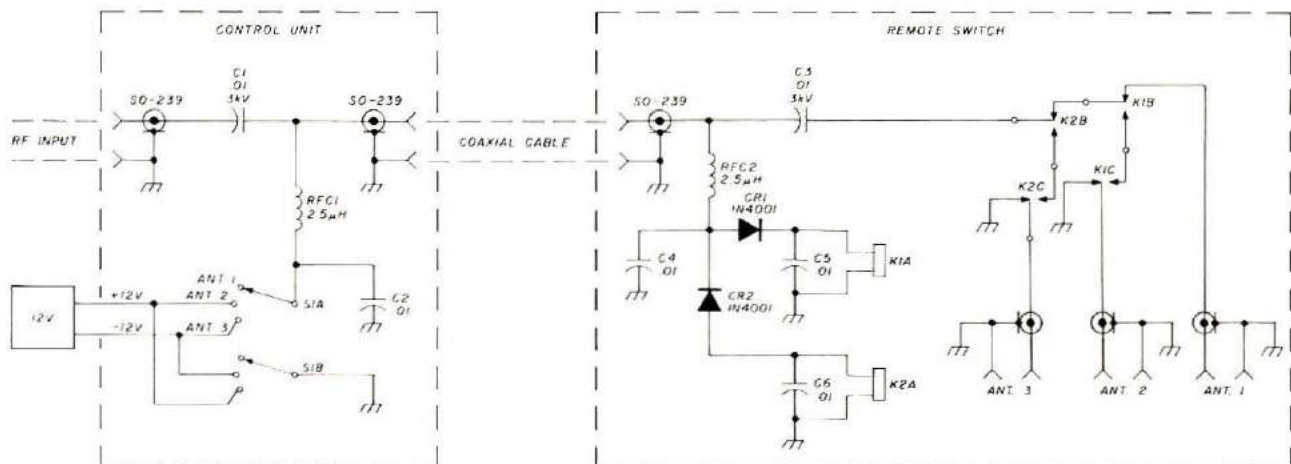 CONTROL UNIT
REMOTE SWITCH
C1
.01
3kV
SO-239
SO-239
RF INPUT
COAXIAL CABLE
RFC1
2.5μH
ANT. 1
ANT. 2
ANT. 3
+12V
-12V
12V
S1A
S1B
C2
.01
SO-239
C3
.01
3kV
RFC2
2.5μH
CR1
1N4001
C4
.01
C5
.01
K1A
CR2
1N4001
C6
.01
K2A
K1B
K2B
K1C
K2C
ANT. 3
ANT. 2
ANT. 1